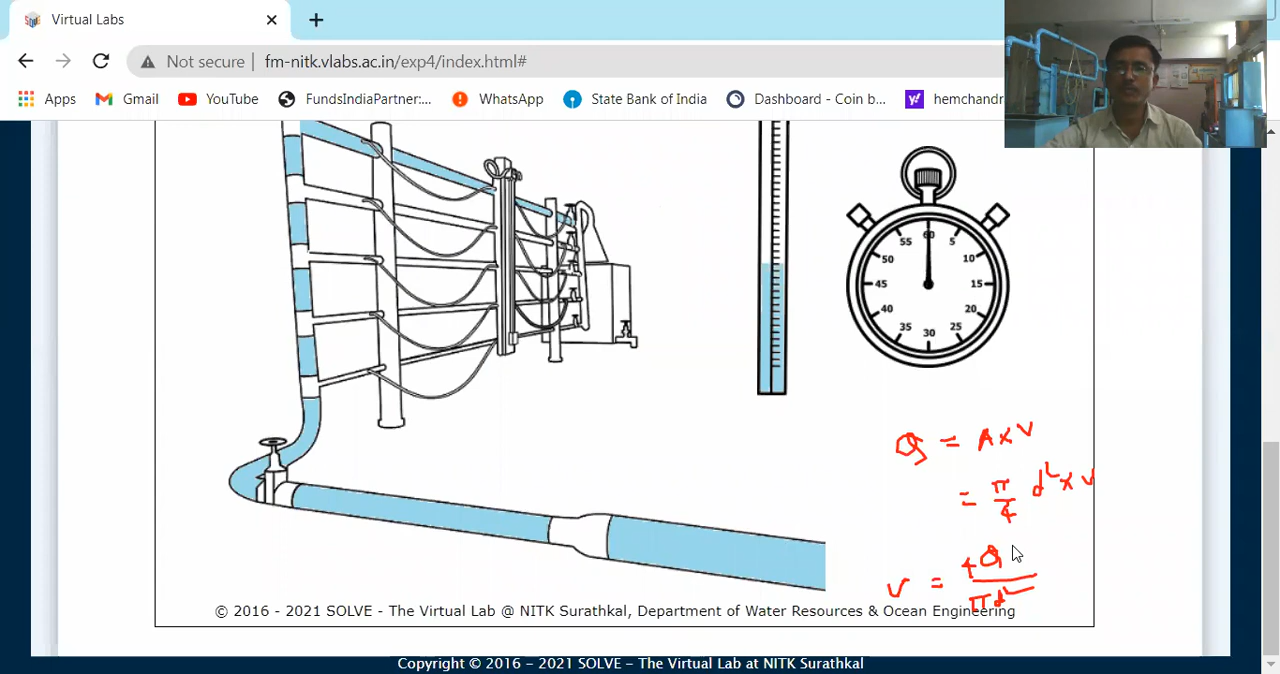 Virtual Labs
Not secure | fm-nitk.vlabs.ac.in/exp4/index.html#
Apps Gmail YouTube FundsIndiaPartner:... WhatsApp State Bank of India Dashboard - Coin b... hemchandr
60
55 5
50 10
45 15
40 20
35 25
30
Q = A x V
= π/4 d² x V
V = 4Q/πd²
© 2016 - 2021 SOLVE - The Virtual Lab @ NITK Surathkal, Department of Water Resources & Ocean Engineering
Copyright © 2016 - 2021 SOLVE - The Virtual Lab at NITK Surathkal